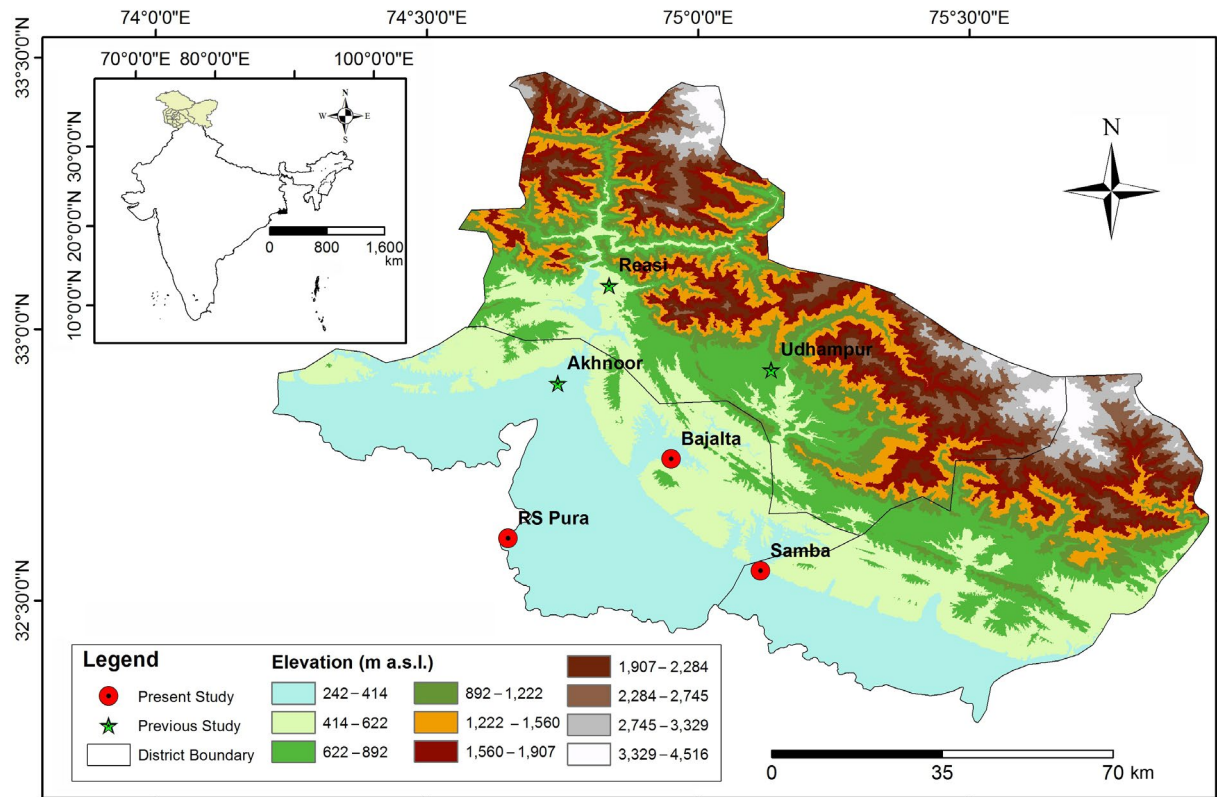 74°0'0"E 74°30'0"E 75°0'0"E 75°30'0"E
33°30'0"N
33°0'0"N
32°30'0"N
70°0'0"E 80°0'0"E 100°0'0"E
30°0'0"N
20°0'0"N
10°0'0"N
N
W E
S
0 800 1,600
km
N
Reasi
Udhampur
Akhnoor
Bajalta
RS Pura
Samba
Legend
Present Study
Previous Study
District Boundary
Elevation (m a.s.l.)
242–414
414–622
622–892
892–1,222
1,222–1,560
1,560–1,907
1,907–2,284
2,284–2,745
2,745–3,329
3,329–4,516
0 35 70 km